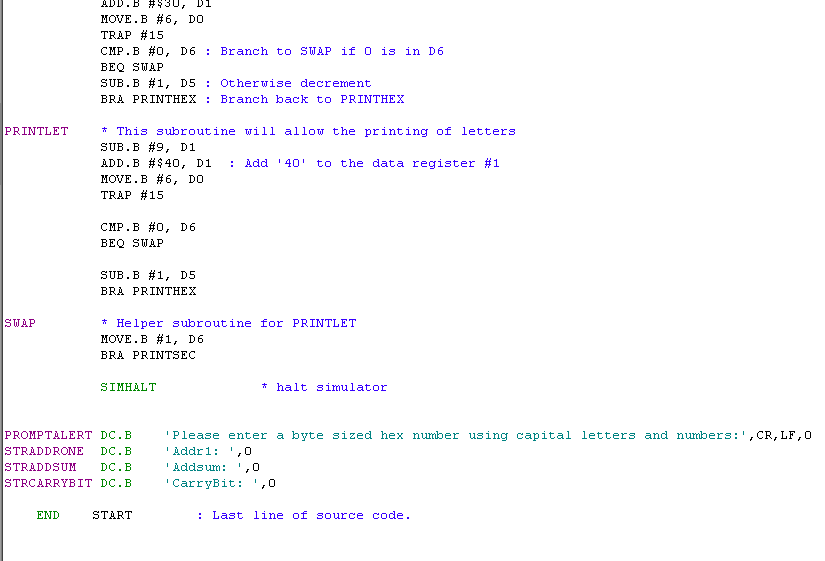 ADD.B #$30, D1
MOVE.B #6, D0
TRAP #15
CMP.B #0, D6 : Branch to SWAP if 0 is in D6
BEQ SWAP
SUB.B #1, D5 : Otherwise decrement
BRA PRINTHEX : Branch back to PRINTHEX
PRINTLET * This subroutine will allow the printing of letters
SUB.B #9, D1
ADD.B #$40, D1 : Add '40' to the data register #1
MOVE.B #6, D0
TRAP #15
CMP.B #0, D6
BEQ SWAP
SUB.B #1, D5
BRA PRINTHEX
SWAP * Helper subroutine for PRINTLET
MOVE.B #1, D6
BRA PRINTSEC
SIMHALT * halt simulator
PROMPTALERT DC.B 'Please enter a byte sized hex number using capital letters and numbers:',CR,LF,0
STRADDRONE DC.B 'Addr1: ',0
STRADDSUM DC.B 'Addsum: ',0
STRCARRYBIT DC.B 'CarryBit: ',0
END START : Last line of source code.